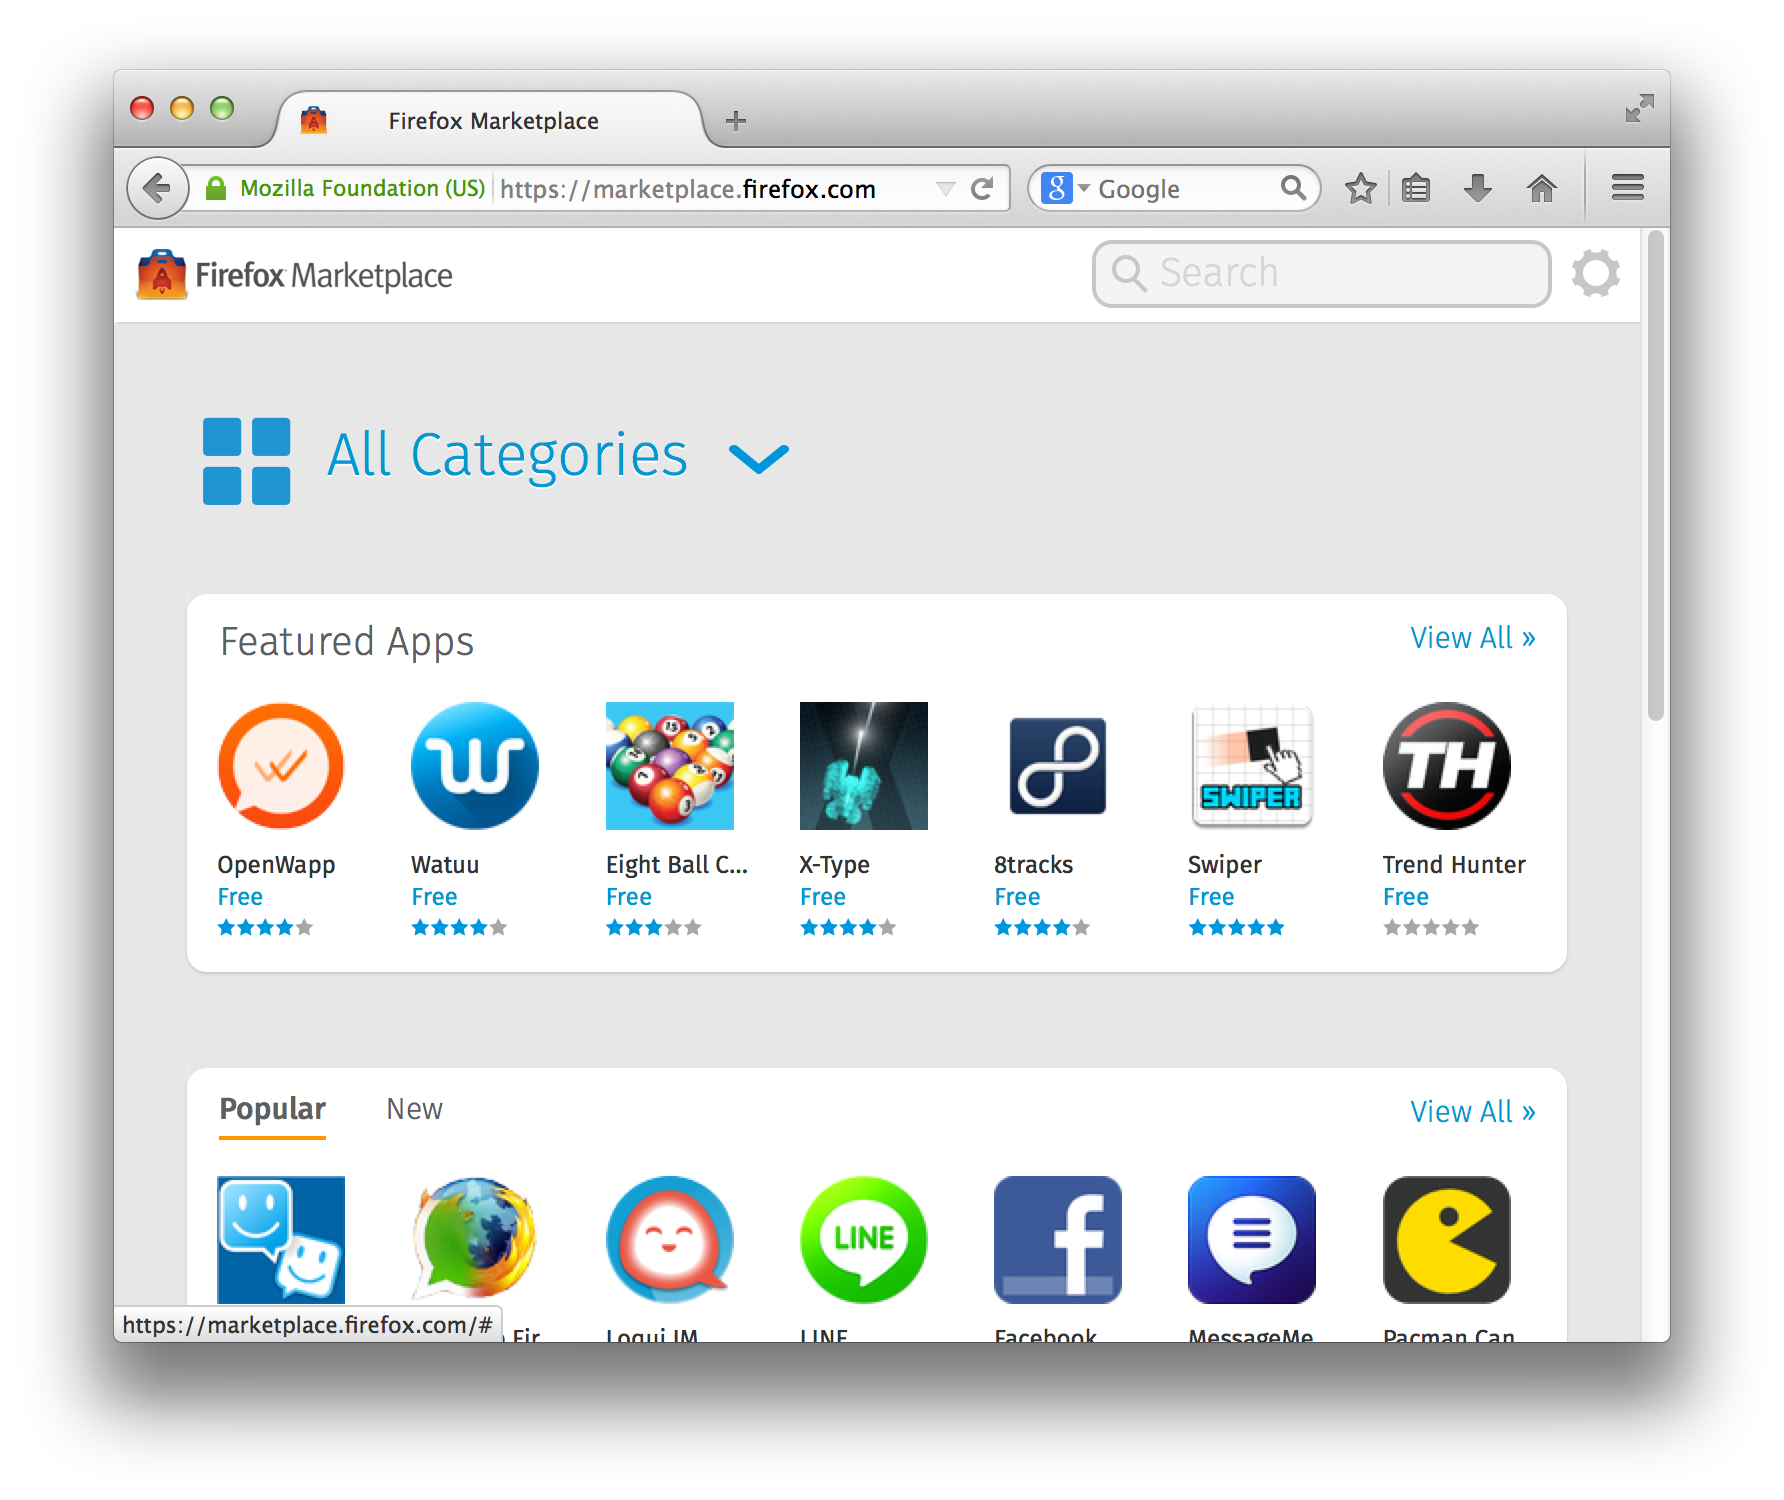 Firefox Marketplace
Mozilla Foundation (US) https://marketplace.firefox.com
Google
Firefox Marketplace
Search
All Categories
Featured Apps
View All »
OpenWapp Watuu Eight Ball C... X-Type 8tracks Swiper Trend Hunter
Free Free Free Free Free Free Free
Popular New
View All »
LINE
SWIPER
TH
https://marketplace.firefox.com/#
Fir Loqui IM LINE Facebook MessageMe Pacman Can